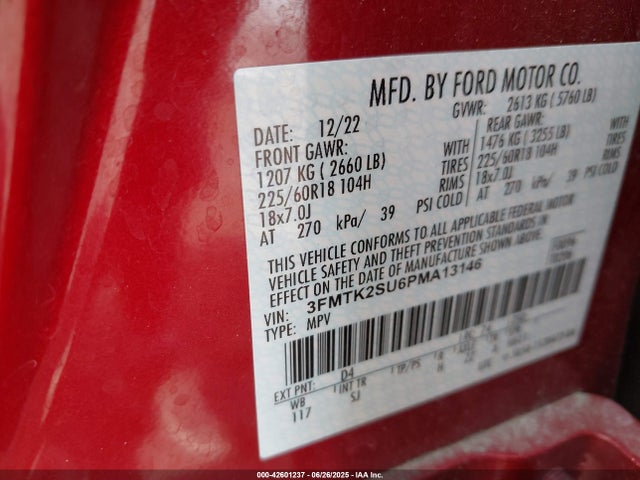 MFD. BY FORD MOTOR CO.
DATE: 12/22 GVWR: 2613 KG ( 5760 LB)
FRONT GAWR: REAR GAWR:
1207 KG ( 2660 LB) WITH 1476 KG ( 3255 LB) WITH
225/60R18 104H TIRES 225/60R18 104H TIRES
18x7.0J RIMS 18x7.0J RIMS
AT 270 kPa/ 39 PSI COLD AT 270 kPa/ 39 PSI COLD
THIS VEHICLE CONFORMS TO ALL APPLICABLE FEDERAL MOTOR
VEHICLE SAFETY AND THEFT PREVENTION STANDARDS IN
EFFECT ON THE DATE OF MANUFACTURE SHOWN ABOVE.
VIN: 3FMTK2SU6PMA13146
TYPE: MPV
EXT PNT: D4
WB INT TR TP/PS R
117 SJ H
000-42601237 - 06/26/2025 - IAA Inc.